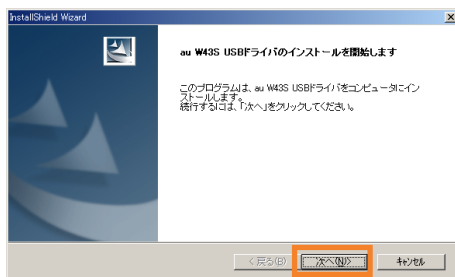 InstallShield Wizard
au W43S USBドライバのインストールを開始します
このプログラムは、au W43S USBドライバをコンピュータにイン
ストールします。
続行するには、「次へ」をクリックしてください。
< 戻る(B)
次へ(N)>
キャンセル